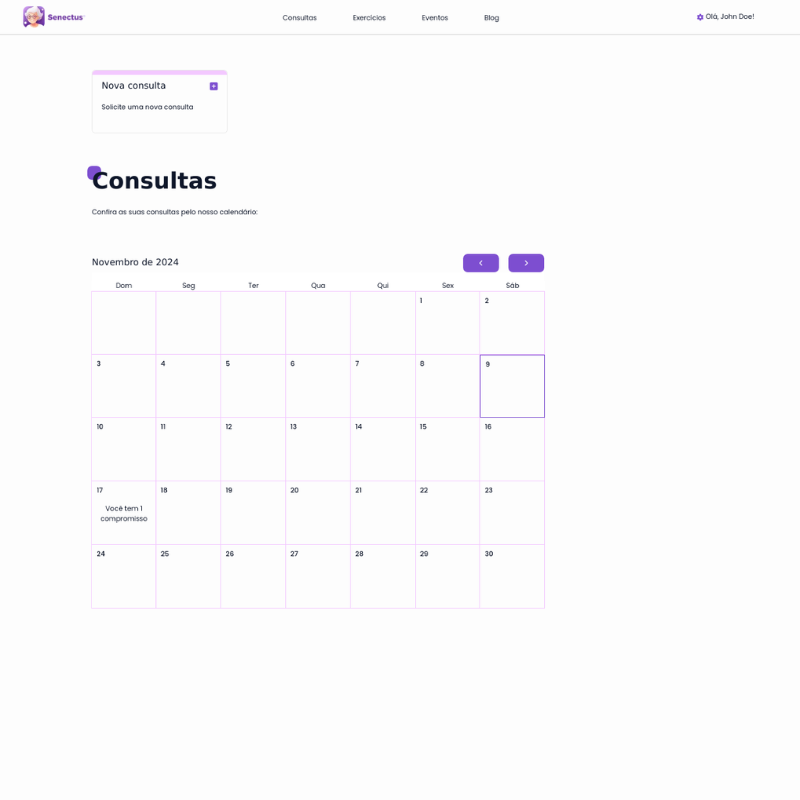 Senectus
Consultas Exercícios Eventos Blog
Olá, John Doe!
Nova consulta
Solicite uma nova consulta
Consultas
Confira as suas consultas pelo nosso calendário:
Novembro de 2024
Dom Seg Ter Qua Qui Sex Sáb
1 2
3 4 5 6 7 8 9
10 11 12 13 14 15 16
17 18 19 20 21 22 23
Você tem 1
compromisso
24 25 26 27 28 29 30